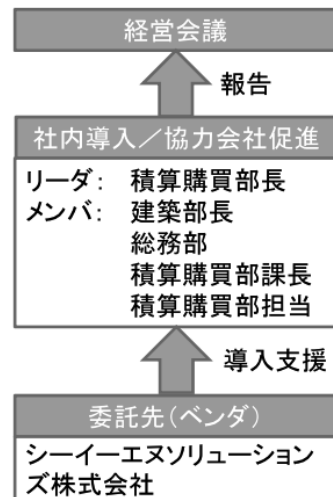 経営会議
報告
社内導入／協力会社促進
リーダ： 積算購買部長
メンバ： 建築部長
総務部
積算購買部課長
積算購買部担当
導入支援
委託先（ベンダ）
シーイーエヌソリューション
ズ株式会社